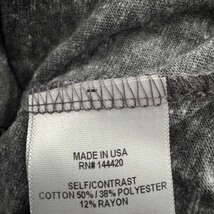 MADE IN USA
RN# 144420
SELF/CONTRAST
COTTON 50% / 38% POLYESTER
12% RAYON